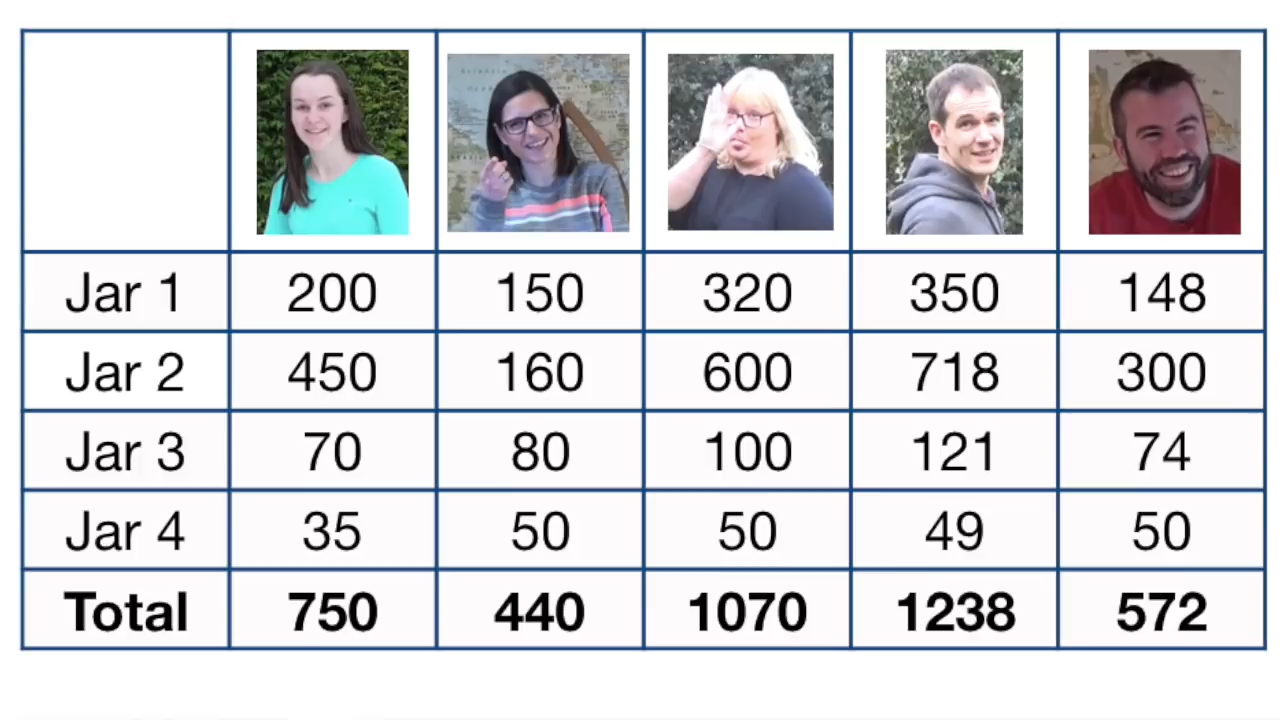 Jar 1 200 150 320 350 148
Jar 2 450 160 600 718 300
Jar 3 70 80 100 121 74
Jar 4 35 50 50 49 50
Total 750 440 1070 1238 572